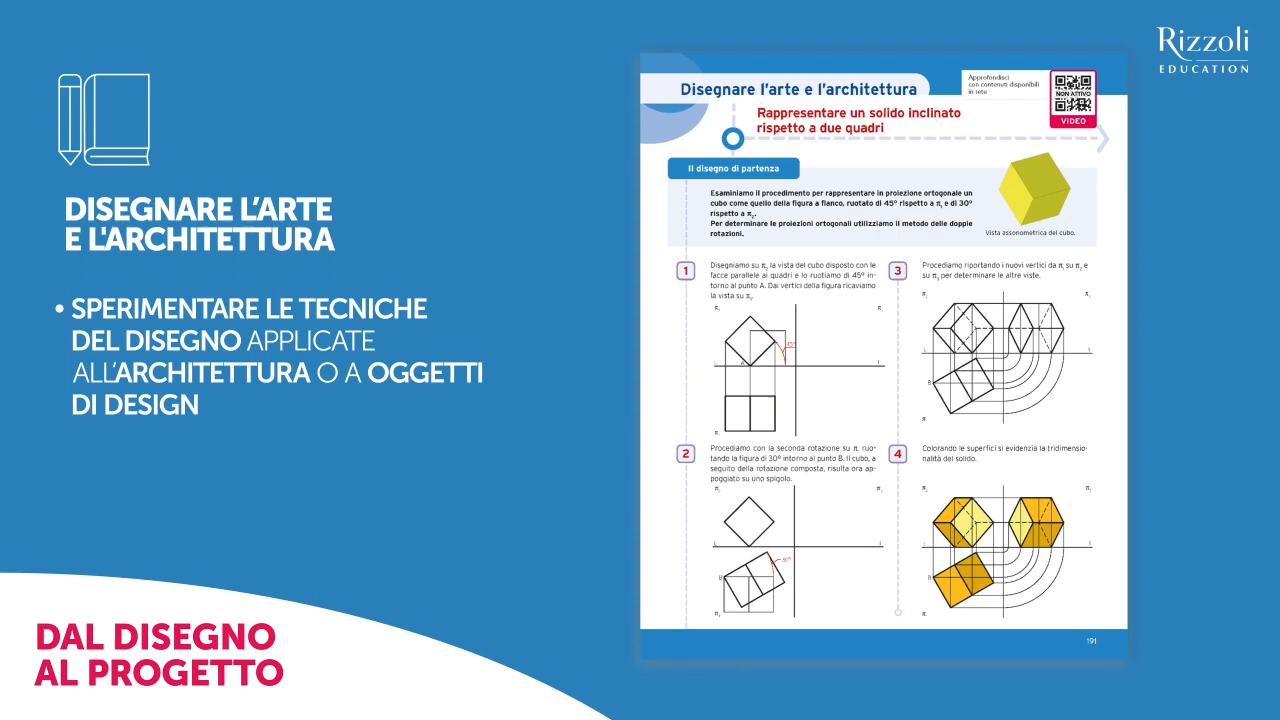 Rizzoli
EDUCATION
DISEGNARE L'ARTE
E L'ARCHITETTURA
• SPERIMENTARE LE TECNICHE
DEL DISEGNO APPLICATE
ALL'ARCHITETTURA O A OGGETTI
DI DESIGN
DAL DISEGNO
AL PROGETTO
Disegnare l'arte e l'architettura
Approfondisci
con contenuti disponibili
in rete
NON ATTIVO
VIDEO
Rappresentare un solido inclinato
rispetto a due quadri
Il disegno di partenza
Esaminiamo il procedimento per rappresentare in proiezione ortogonale un
cubo come quello della figura a fianco, ruotato di 45° rispetto a π₁ e di 30°
rispetto a π₂.
Per determinare le proiezioni ortogonali utilizziamo il metodo delle doppie
rotazioni.
Vista assonometrica del cubo.
1
Disegniamo su π₂ la vista del cubo disposto con le
facce parallele ai quadri e lo ruotiamo di 45° in-
torno al punto A. Dai vertici della figura ricaviamo
la vista su π₁.
45°
A
2
Procediamo con la seconda rotazione su π₁ ruo-
tando la figura di 30° intorno al punto B. Il cubo, a
seguito della rotazione composta, risulta ora ap-
poggiato su uno spigolo.
B
3
Procediamo riportando i nuovi vertici da π₁ su π₂ e
su π₃ per determinare le altre viste.
B
4
Colorando le superfici si evidenzia la tridimensio-
nalità del solido.
B
191